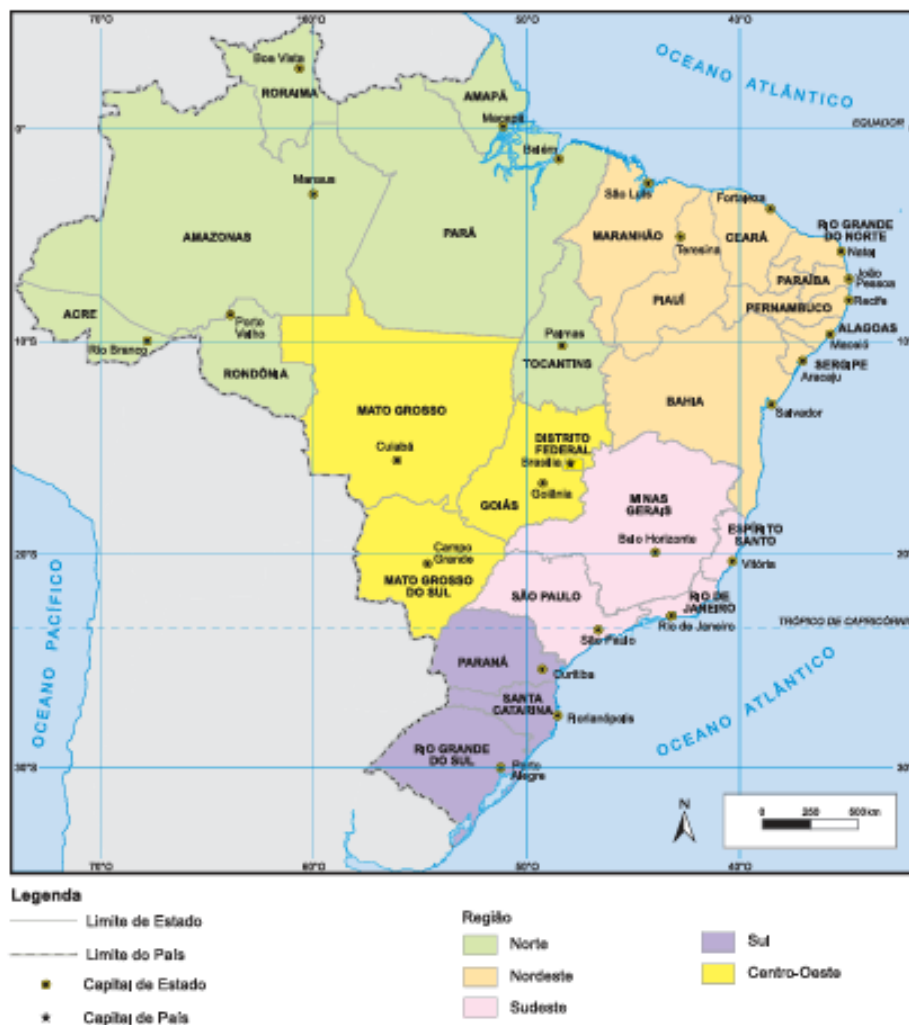 70°O
60°O
50°O
40°O
OCEANO ATLÂNTICO
Boa Vista
RORAIMA
AMAPÁ
Macapá
0°
EQUADOR
Belém
Manaus
São Luís
Fortaleza
RIO GRANDE
DO NORTE
AMAZONAS
PARÁ
MARANHÃO
Teresina
CEARÁ
Natal
João
Pessoa
PARAÍBA
PIAUÍ
PERNAMBUCO
Recife
ACRE
Porto
Velho
Palmas
ALAGOAS
Rio Branco
10°S
Maceió
TOCANTINS
SERGIPE
RONDÔNIA
Aracaju
BAHIA
MATO GROSSO
Salvador
DISTRITO
FEDERAL
Cuiabá
Brasília
Goiânia
GOIÁS
MINAS
GERAIS
ESPÍRITO
SANTO
Belo Horizonte
20°S
Campo
Grande
Vitória
MATO GROSSO
DO SUL
SÃO PAULO
RIO DE
JANEIRO
OCEANO PACÍFICO
Rio de Janeiro
TRÓPICO DE
São Paulo
PARANÁ
Curitiba
SANTA
CATARINA
Florianópolis
OCEANO ATLÂNTICO
RIO GRANDE
DO SUL
Porto
Alegre
30°S
N
0 250 500 km
70°O
60°O
50°O
40°O
Legenda
Limite de Estado
Limite do País
Capital de Estado
Capital de País
Região
Norte
Nordeste
Sudeste
Sul
Centro-Oeste